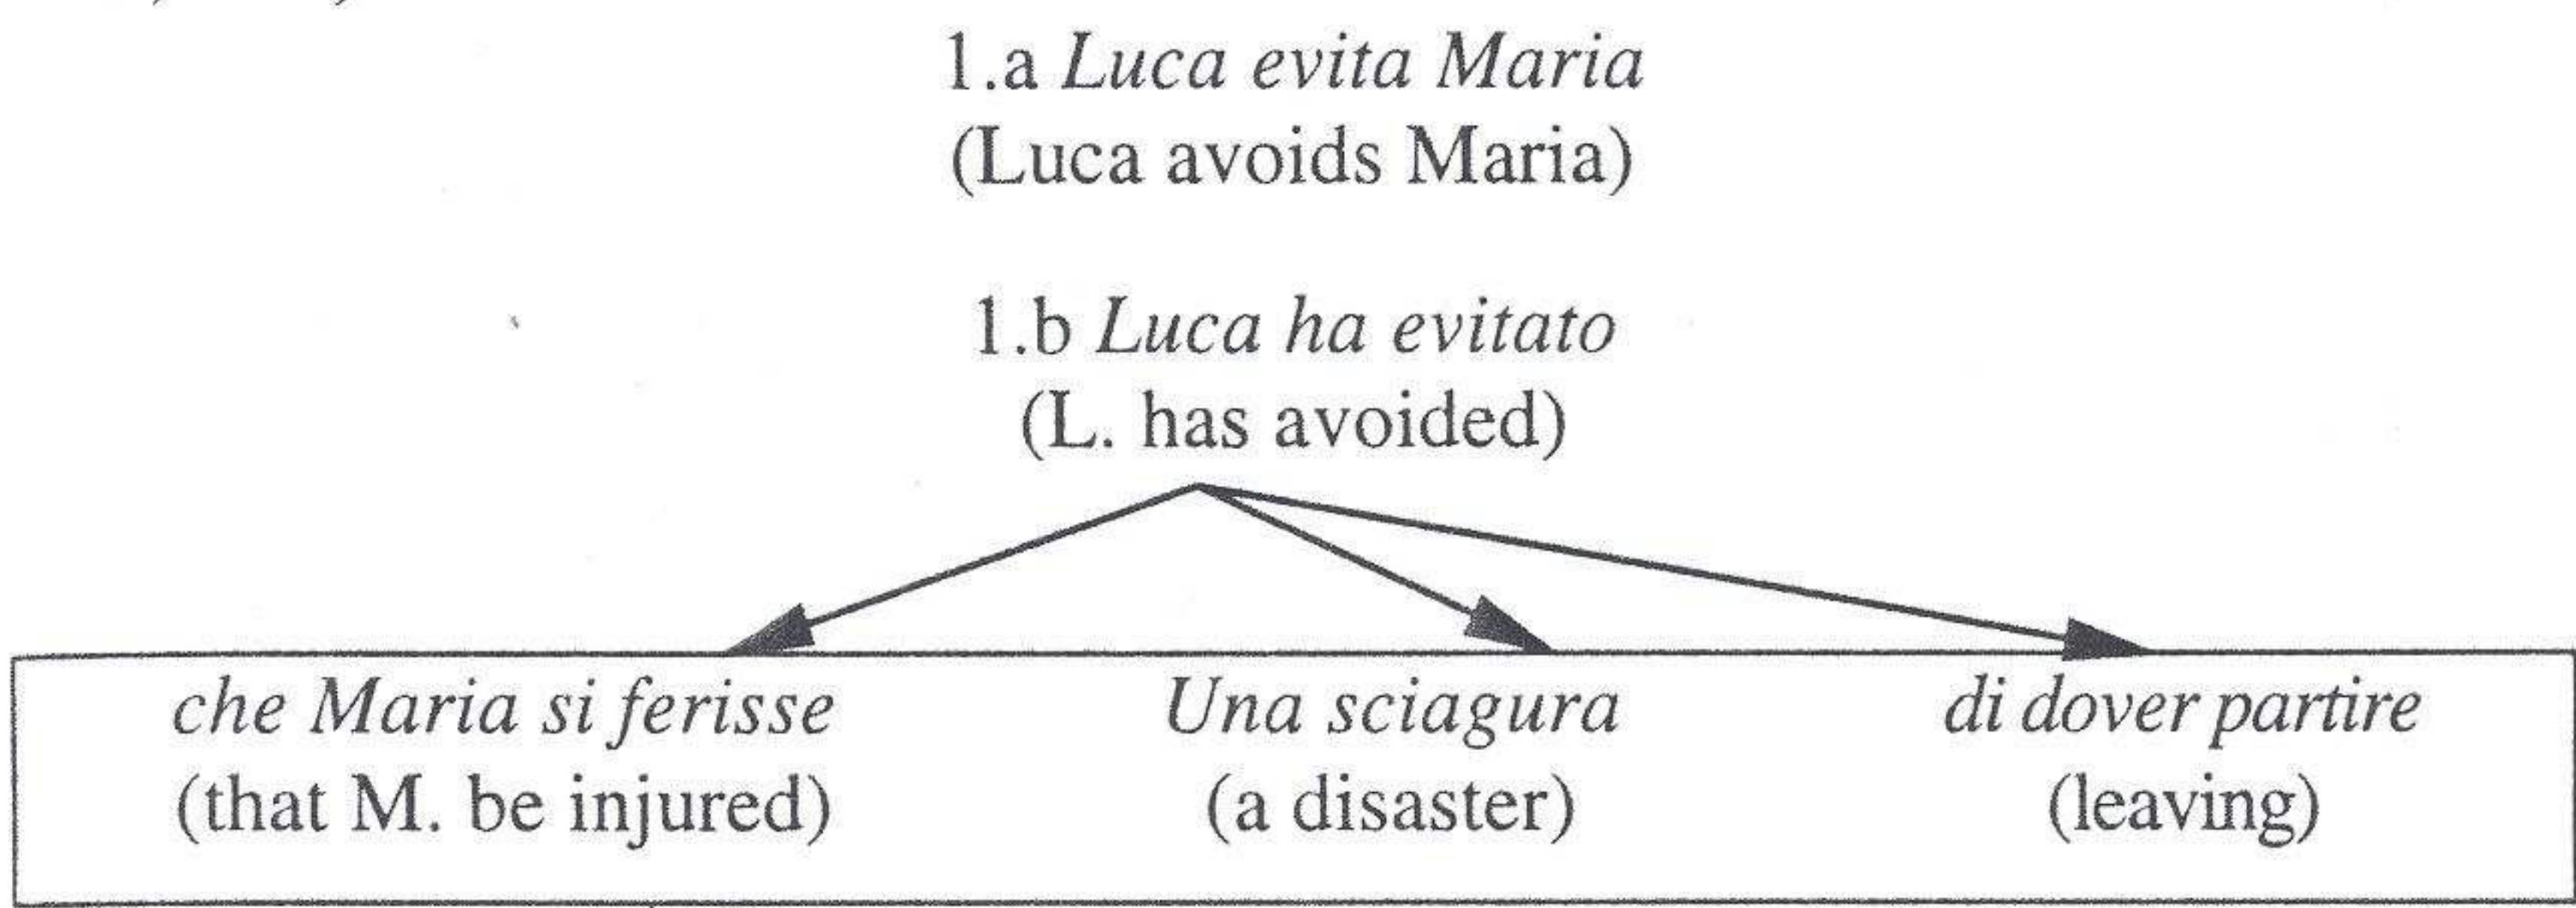 1.a Luca evita Maria
(Luca avoids Maria)
1.b Luca ha evitato
(L. has avoided)
che Maria si ferisse Una sciagura di dover partire
(that M. be injured) (a disaster) (leaving)